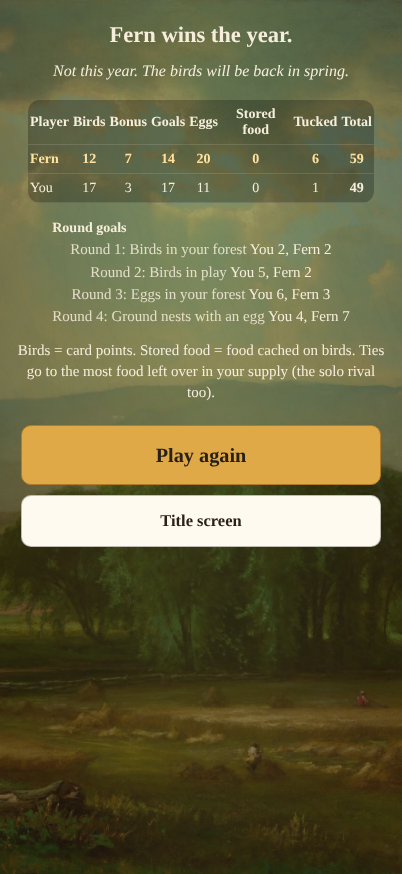 Fern wins the year.
Not this year. The birds will be back in spring.
Player Birds Bonus Goals Eggs Stored food Tucked Total
Fern 12 7 14 20 0 6 59
You 17 3 17 11 0 1 49
Round goals
Round 1: Birds in your forest You 2, Fern 2
Round 2: Birds in play You 5, Fern 2
Round 3: Eggs in your forest You 6, Fern 3
Round 4: Ground nests with an egg You 4, Fern 7
Birds = card points. Stored food = food cached on birds. Ties
go to the most food left over in your supply (the solo rival
too).
Play again
Title screen